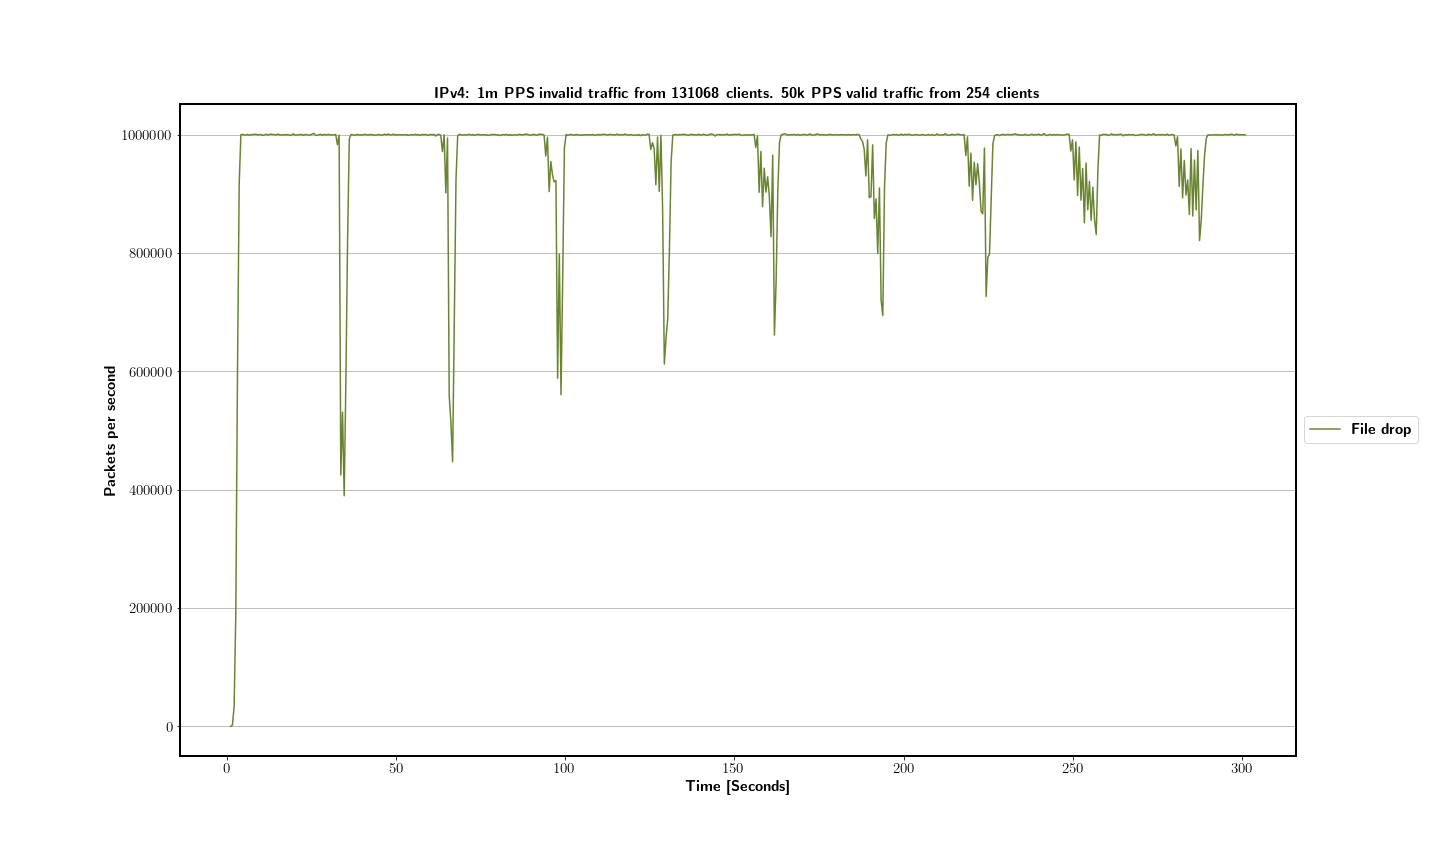 IPv4: 1m PPS invalid traffic from 131068 clients. 50k PPS valid traffic from 254 clients
1000000
800000
600000
400000
200000
0
Packets per second
0 50 100 150 200 250 300
Time [Seconds]
File drop